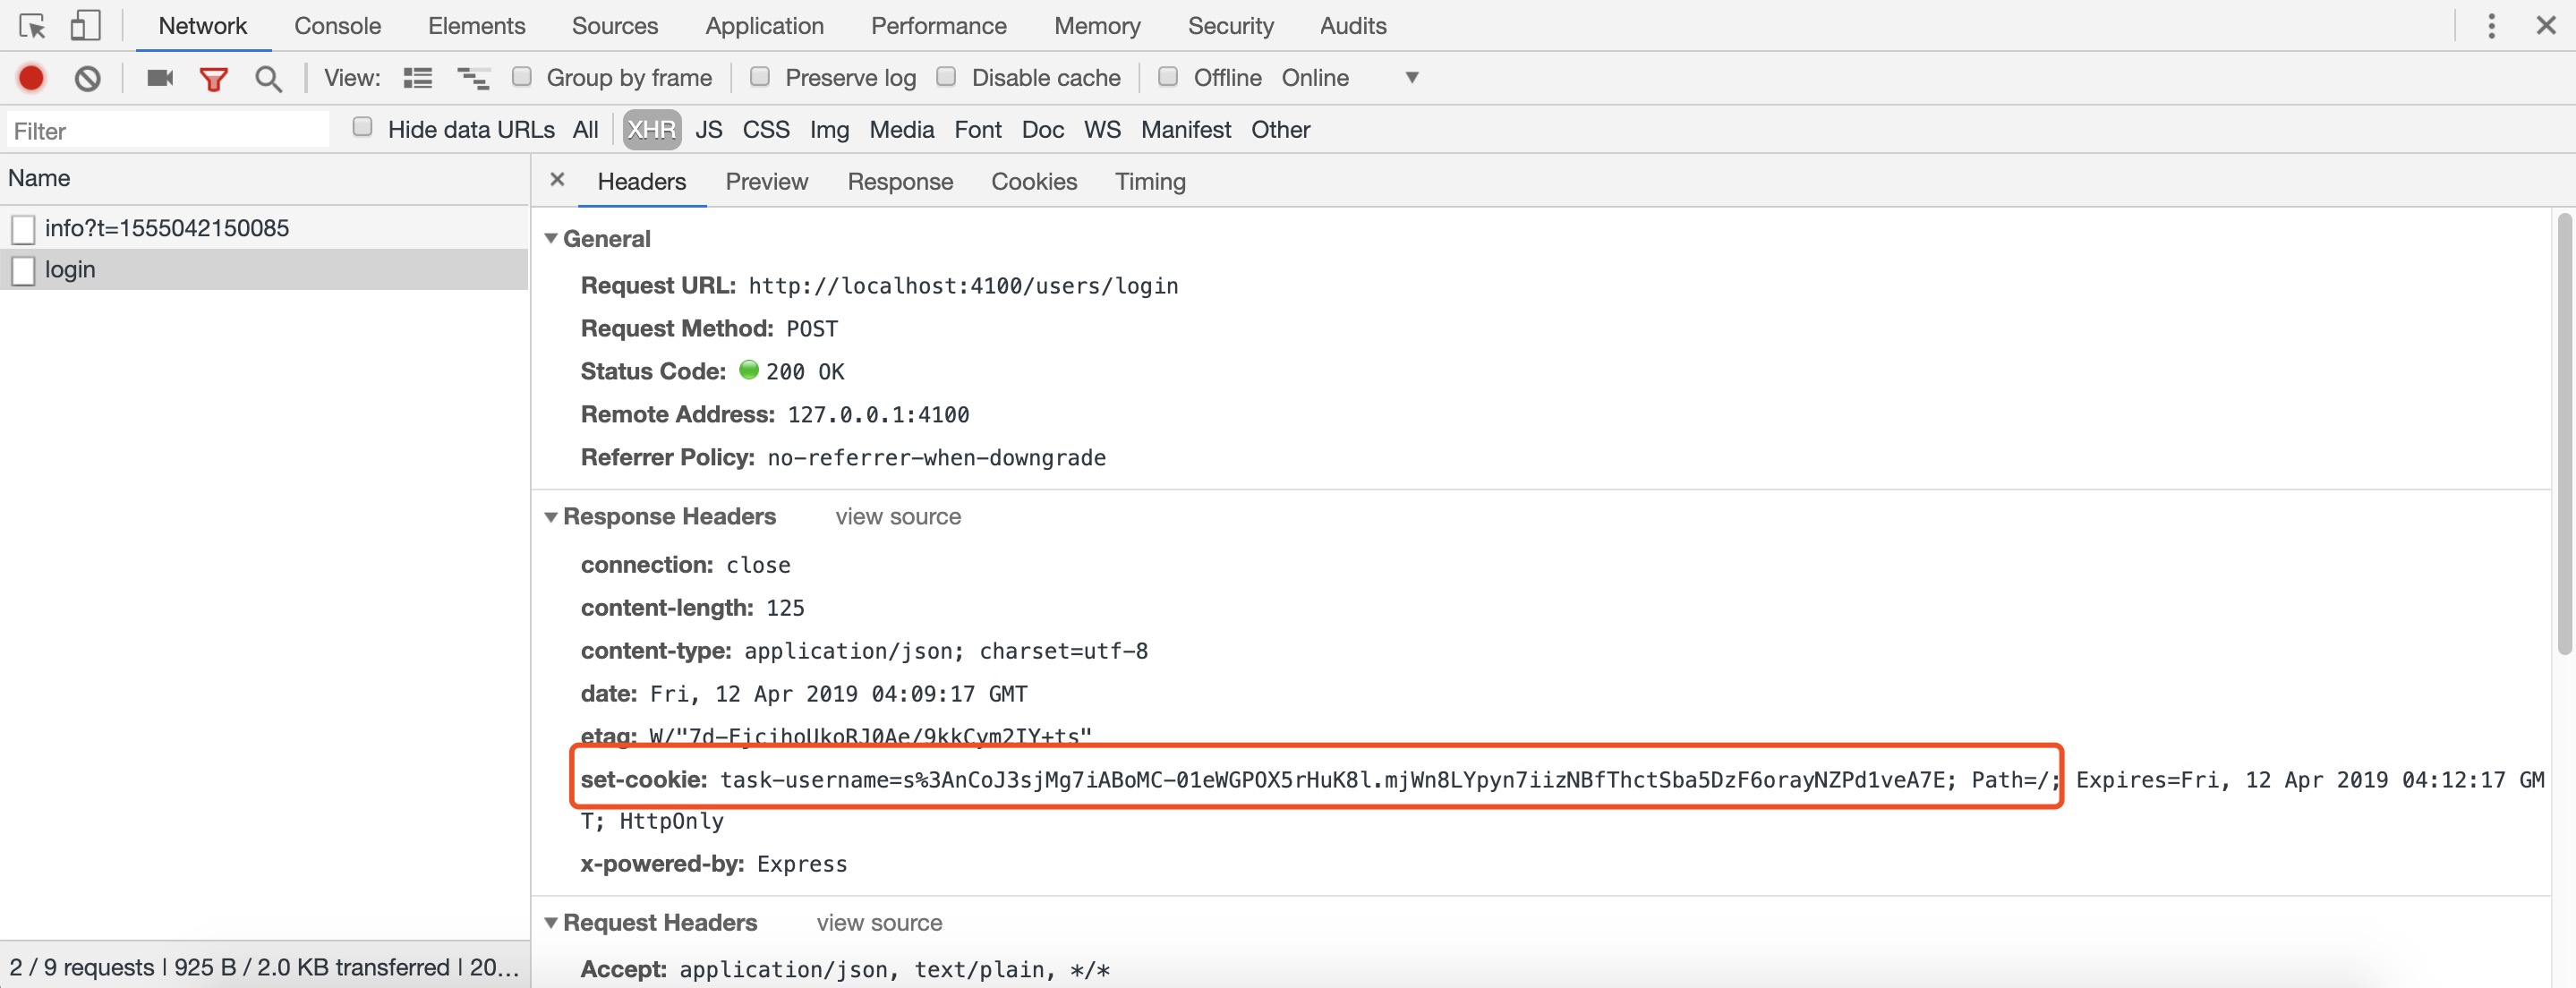 Network Console Elements Sources Application Performance Memory Security Audits
View: Group by frame Preserve log Disable cache Offline Online
Filter Hide data URLs All XHR JS CSS Img Media Font Doc WS Manifest Other
Name
info?t=1555042150085
login
2 / 9 requests | 925 B / 2.0 KB transferred | 20…
Headers Preview Response Cookies Timing
General
Request URL: http://localhost:4100/users/login
Request Method: POST
Status Code: 200 OK
Remote Address: 127.0.0.1:4100
Referrer Policy: no-referrer-when-downgrade
Response Headers view source
connection: close
content-length: 125
content-type: application/json; charset=utf-8
date: Fri, 12 Apr 2019 04:09:17 GMT
etag: W/"7d-EjcihoUkoRJ0Ae/9kkCym2IY+ts"
set-cookie: task-username=s%3AnCoJ3sjMg7iABoMC-01eWGPOX5rHuK8l.mjWn8LYpyn7iizNBfThctSba5DzF6orayNZPd1veA7E; Path=/; Expires=Fri, 12 Apr 2019 04:12:17 GM
T; HttpOnly
x-powered-by: Express
Request Headers view source
Accept: application/json, text/plain, */*